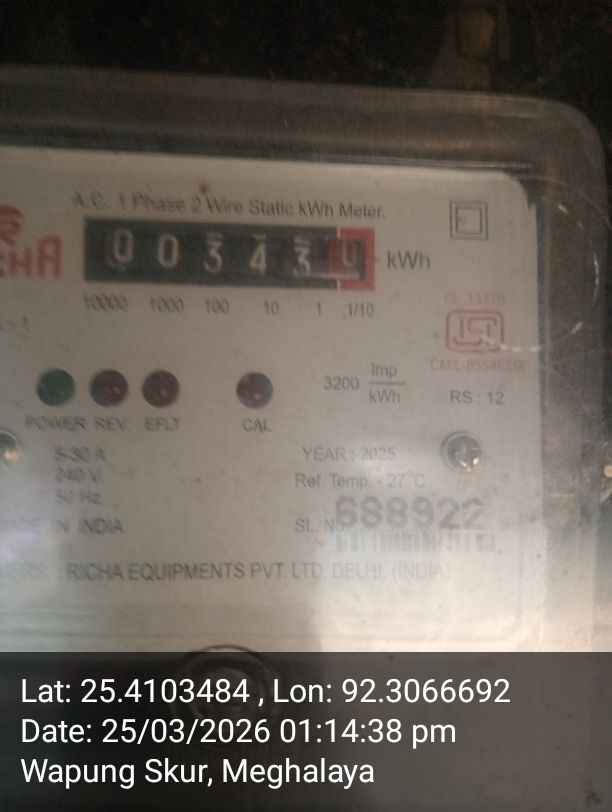 A.C. 1 Phase 2 Wire Static kWh Meter.
0 0 3 4 3 0 kWh
10000 1000 100 10 1 1/10
IS. 13779
ISI
3200 Imp/kWh
RS : 12
POWER REV. EFLT CAL
5-30 A
240 V.
50 Hz.
YEAR : 2025
Ref. Temp. - 27°C
IN INDIA
SL. No. 688922
RICHA EQUIPMENTS PVT. LTD. DELHI, (INDIA)
Lat: 25.4103484 , Lon: 92.3066692
Date: 25/03/2026 01:14:38 pm
Wapung Skur, Meghalaya